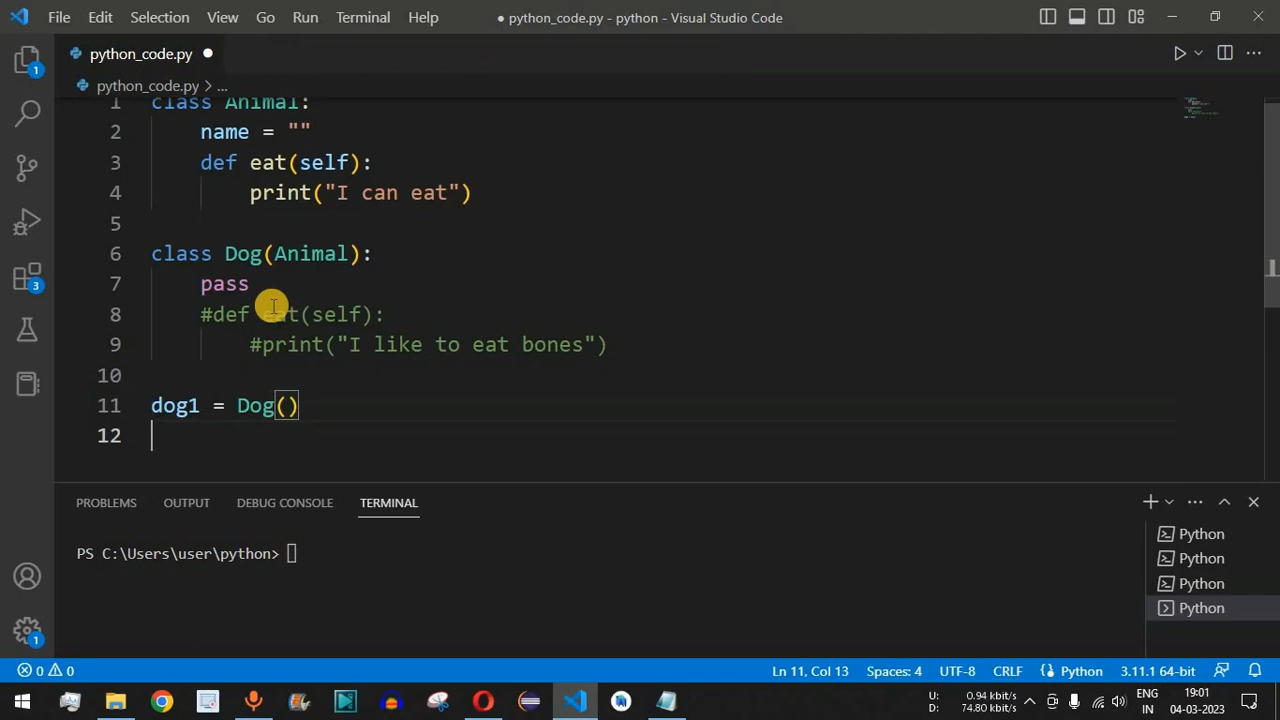 File Edit Selection View Go Run Terminal Help ● python_code.py - python - Visual Studio Code
python_code.py ●
python_code.py > ...
1 class Animal:
2 name = ""
3 def eat(self):
4 print("I can eat")
5
6 class Dog(Animal):
7 pass
8 #def eat(self):
9 #print("I like to eat bones")
10
11 dog1 = Dog()
12
1
3
1
PROBLEMS OUTPUT DEBUG CONSOLE TERMINAL
PS C:\Users\user\python>
Python
Python
Python
Python
0 0 Ln 11, Col 13 Spaces: 4 UTF-8 CRLF Python 3.11.1 64-bit
U: 0.94 kbit/s
D: 74.80 kbit/s
ENG
IN
19:01
04-03-2023